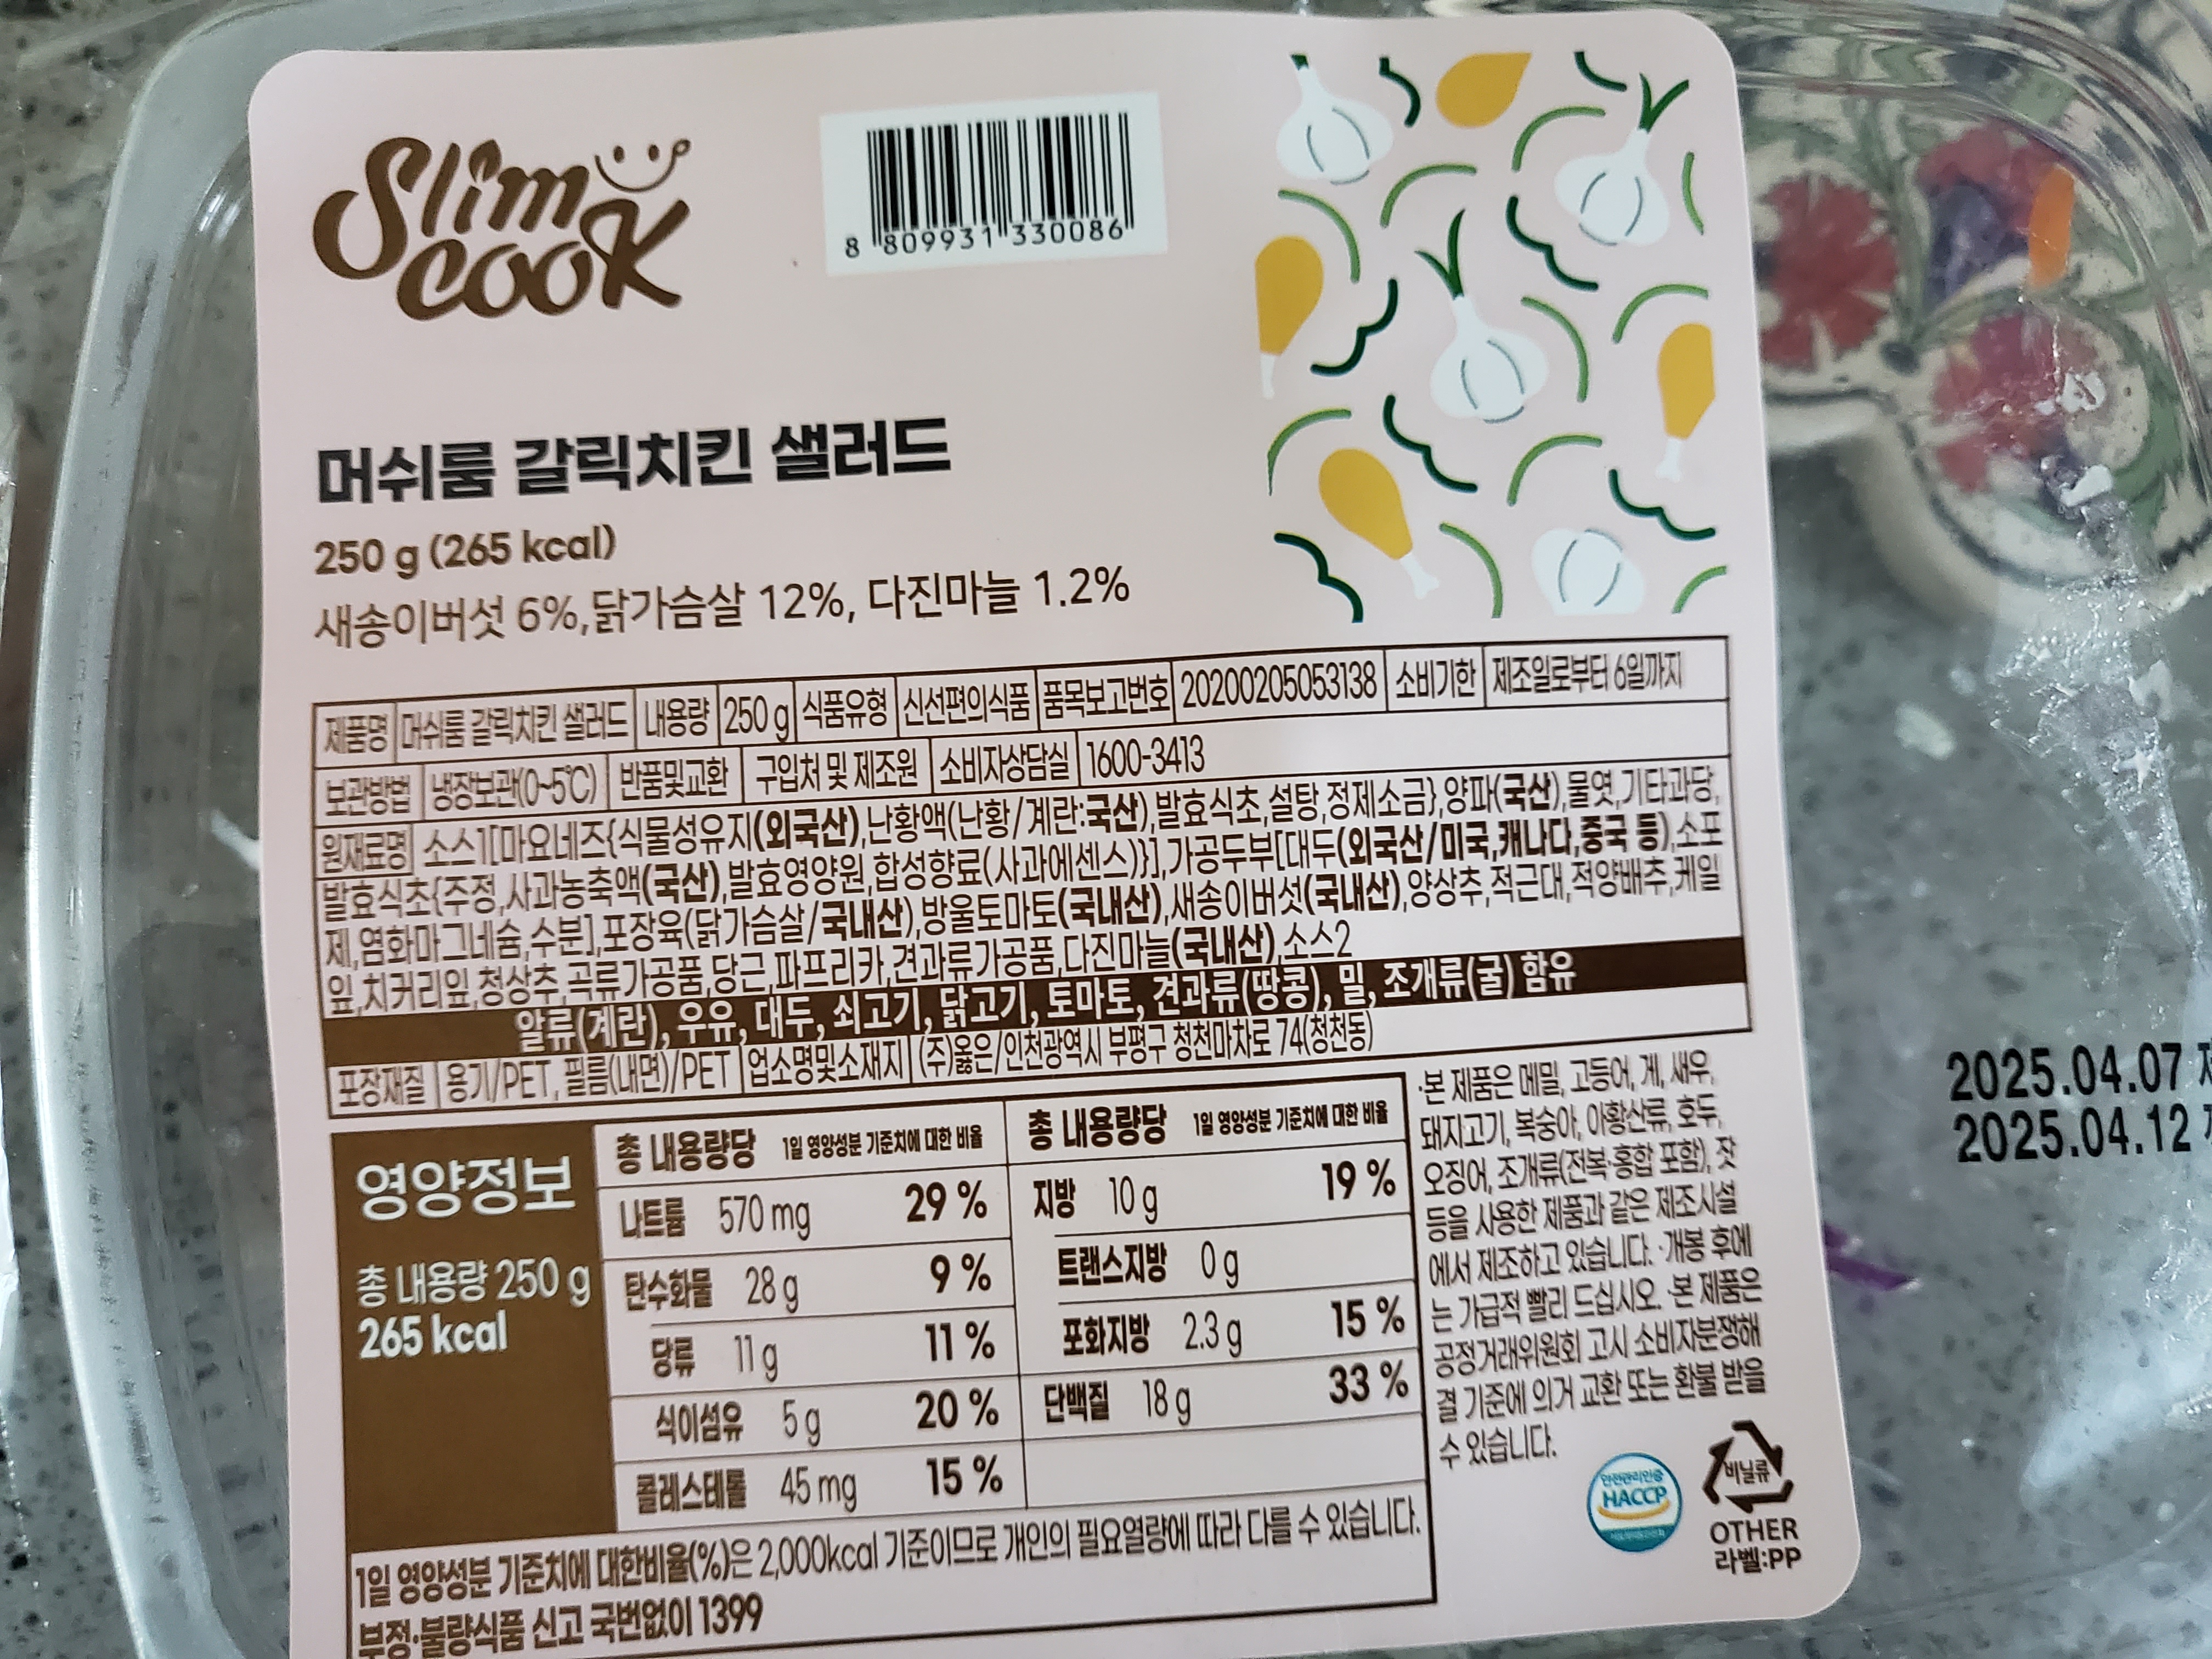 Slim cook
8 809931 330086
머쉬룸 갈릭치킨 샐러드
250 g (265 kcal)
새송이버섯 6%,닭가슴살 12%, 다진마늘 1.2%
제품명 머쉬룸 갈릭치킨 샐러드 내용량 250 g 식품유형 신선편의식품 품목보고번호 20200205053138 소비기한 제조일로부터 6일까지
보관방법 냉장보관(0~5℃) 반품및교환 구입처 및 제조원 소비자상담실 1600-3413
원재료명 소스1[마요네즈{식물성유지(외국산),난황액(난황/계란:국산),발효식초,설탕,정제소금},양파(국산),물엿,기타과당,
발효식초{주정,사과농축액(국산),발효영양원,합성향료(사과에센스)}],가공두부[대두(외국산/미국,캐나다,중국 등),소포
제,염화마그네슘,수분],포장육(닭가슴살/국내산),방울토마토(국내산),새송이버섯(국내산),양상추,적근대,적양배추,케일
잎,치커리잎,청상추,곡류가공품,당근,파프리카,견과류가공품,다진마늘(국내산),소스2
알류(계란), 우유, 대두, 쇠고기, 닭고기, 토마토, 견과류(땅콩), 밀, 조개류(굴) 함유
포장재질 용기/PET, 필름(내면)/PET 업소명및소재지 (주)옳은/인천광역시 부평구 청천마차로 74(청천동)
영양정보
총 내용량 250 g
265 kcal
총 내용량당 1일 영양성분 기준치에 대한 비율
나트륨 570 mg 29 %
탄수화물 28 g 9 %
당류 11 g 11 %
식이섬유 5 g 20 %
콜레스테롤 45 mg 15 %
총 내용량당 1일 영양성분 기준치에 대한 비율
지방 10 g 19 %
트랜스지방 0 g
포화지방 2.3 g 15 %
단백질 18 g 33 %
1일 영양성분 기준치에 대한비율(%)은 2,000kcal 기준이므로 개인의 필요열량에 따라 다를 수 있습니다.
부정·불량식품 신고 국번없이 1399
·본 제품은 메밀, 고등어, 게, 새우,
돼지고기, 복숭아, 아황산류, 호두,
오징어, 조개류(전복·홍합 포함), 잣
등을 사용한 제품과 같은 제조시설
에서 제조하고 있습니다. ·개봉 후에
는 가급적 빨리 드십시오. ·본 제품은
공정거래위원회 고시 소비자분쟁해
결 기준에 의거 교환 또는 환불 받을
수 있습니다.
안전관리인증
HACCP
비닐류
OTHER
라벨:PP
2025.04.07
2025.04.12